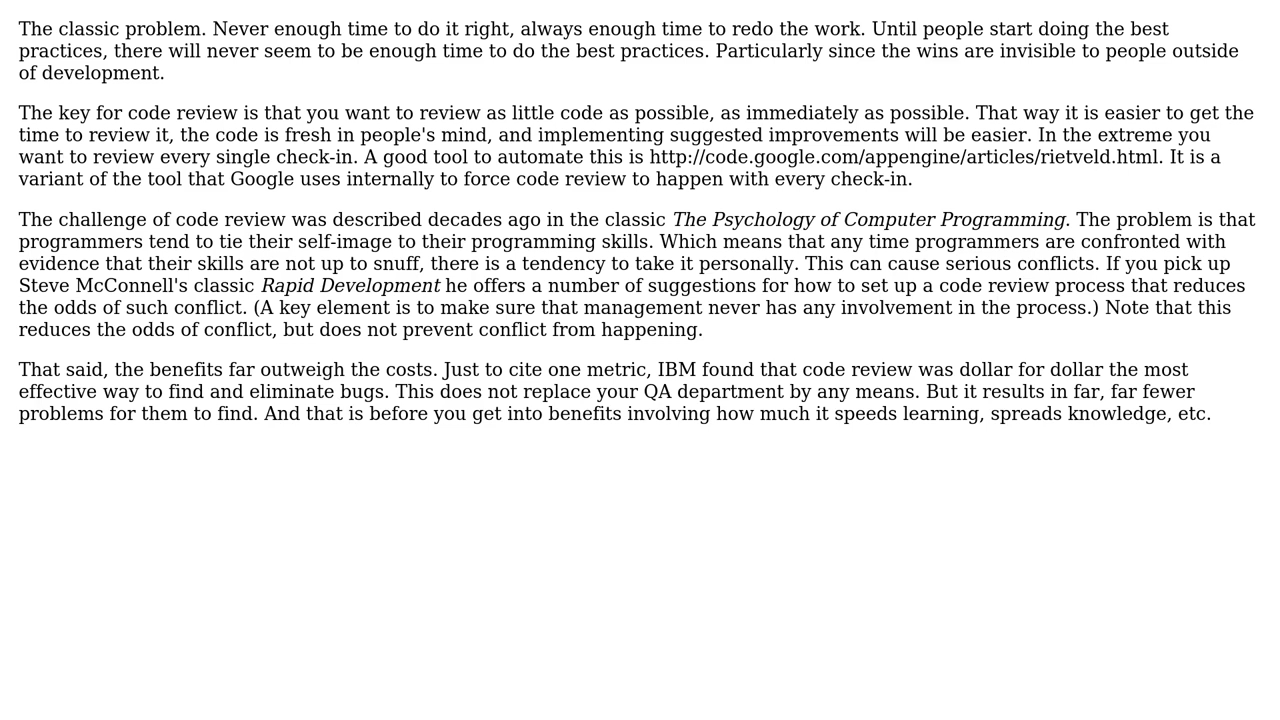 The classic problem. Never enough time to do it right, always enough time to redo the work. Until people start doing the best
practices, there will never seem to be enough time to do the best practices. Particularly since the wins are invisible to people outside
of development.
The key for code review is that you want to review as little code as possible, as immediately as possible. That way it is easier to get the
time to review it, the code is fresh in people's mind, and implementing suggested improvements will be easier. In the extreme you
want to review every single check-in. A good tool to automate this is http://code.google.com/appengine/articles/rietveld.html. It is a
variant of the tool that Google uses internally to force code review to happen with every check-in.
The challenge of code review was described decades ago in the classic The Psychology of Computer Programming. The problem is that
programmers tend to tie their self-image to their programming skills. Which means that any time programmers are confronted with
evidence that their skills are not up to snuff, there is a tendency to take it personally. This can cause serious conflicts. If you pick up
Steve McConnell's classic Rapid Development he offers a number of suggestions for how to set up a code review process that reduces
the odds of such conflict. (A key element is to make sure that management never has any involvement in the process.) Note that this
reduces the odds of conflict, but does not prevent conflict from happening.
That said, the benefits far outweigh the costs. Just to cite one metric, IBM found that code review was dollar for dollar the most
effective way to find and eliminate bugs. This does not replace your QA department by any means. But it results in far, far fewer
problems for them to find. And that is before you get into benefits involving how much it speeds learning, spreads knowledge, etc.